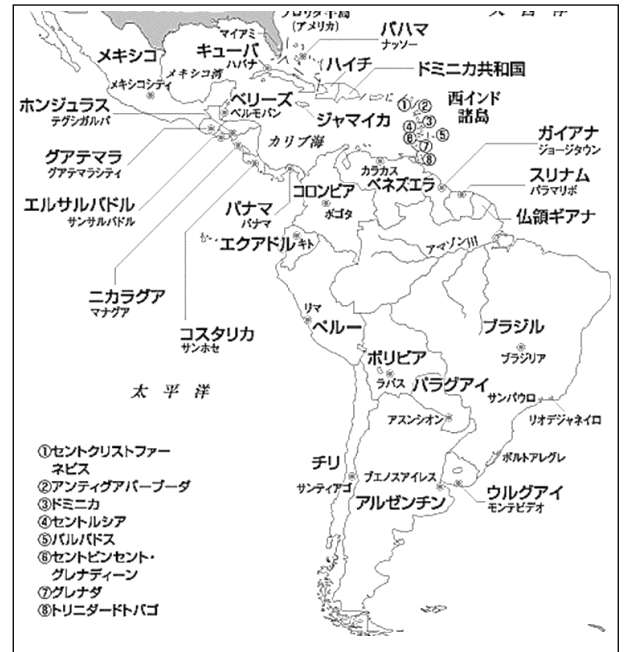 フロリダ半島
(アメリカ)
大 西 洋
マイアミ
バハマ
ナッソー
メキシコ
キューバ
ハバナ
メキシコ湾
メキシコシティ
ハイチ
ドミニカ共和国
ホンジュラス
テグシガルパ
ベリーズ
ベルモパン
ジャマイカ
①②
西インド
諸島
③
④
⑤
⑥
⑦
⑧
カリブ海
グアテマラ
グアテマラシティ
カラカス
ベネズエラ
ガイアナ
ジョージタウン
スリナム
パラマリボ
エルサルバドル
サンサルバドル
パナマ
パナマ
コロンビア
ボゴタ
仏領ギアナ
エクアドル
キト
アマゾン川
ニカラグア
マナグア
コスタリカ
サンホセ
リマ
ペルー
ブラジル
ブラジリア
ボリビア
ラパス
パラグアイ
サンパウロ
リオデジャネイロ
アスンシオン
太 平 洋
ポルトアレグレ
チリ
サンティアゴ
ブエノスアイレス
アルゼンチン
ウルグアイ
モンテビデオ
①セントクリストファー
ネビス
②アンティグアバーブーダ
③ドミニカ
④セントルシア
⑤バルバドス
⑥セントビンセント・
グレナディーン
⑦グレナダ
⑧トリニダードトバゴ